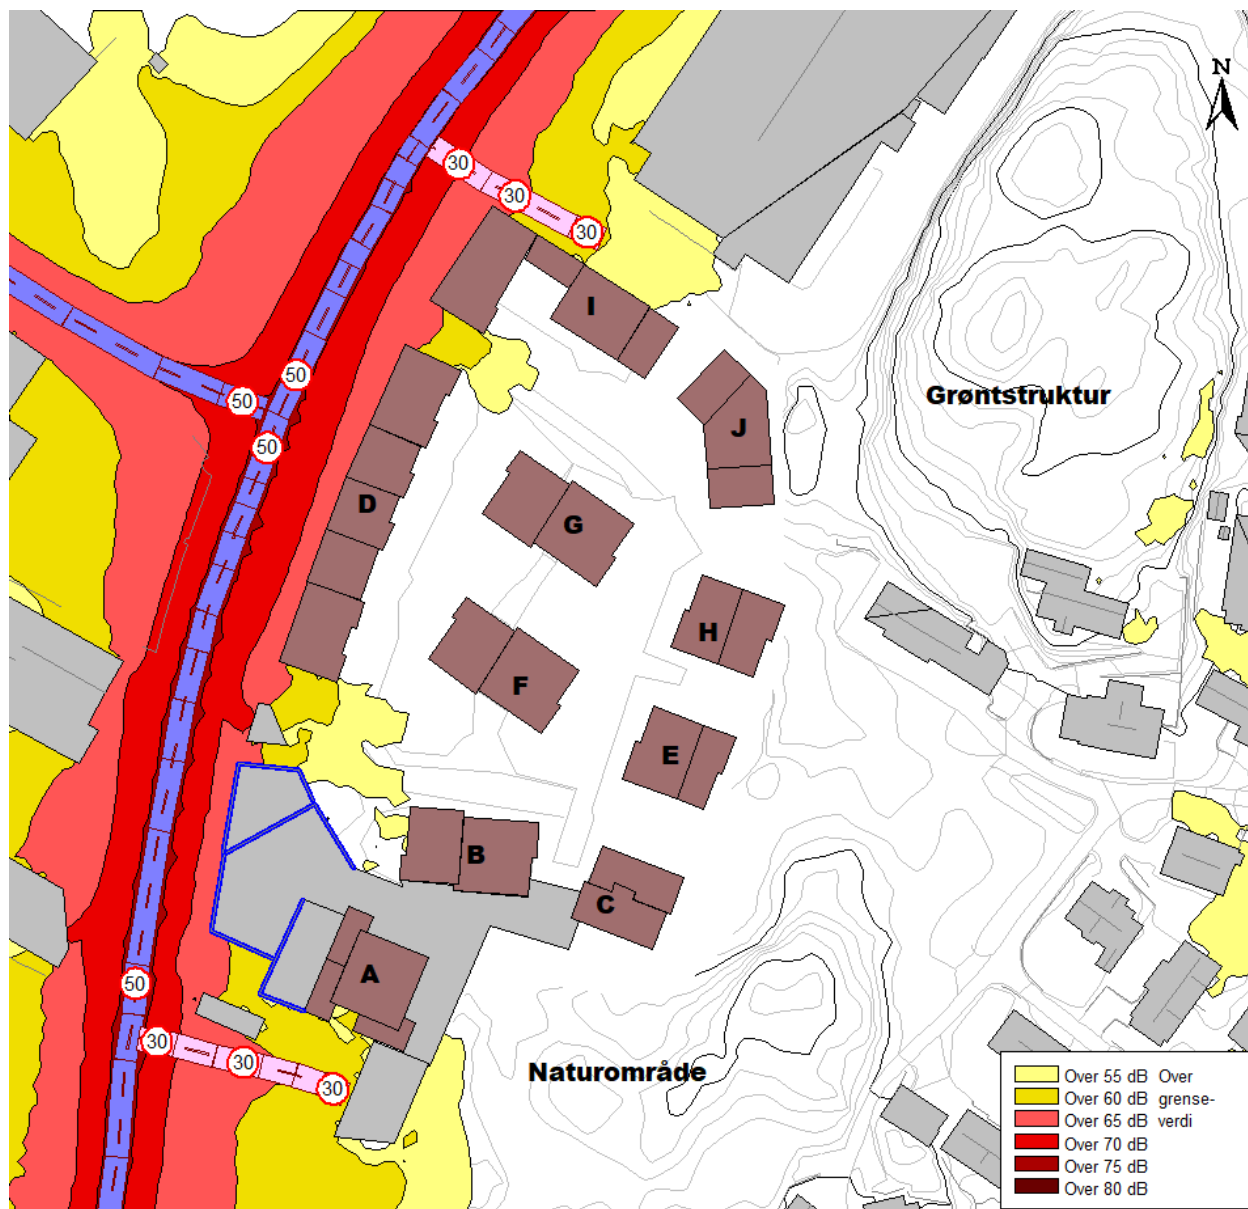 N
30
30
30
I
50
50
50
Grøntstruktur
J
D
G
H
F
E
B
C
A
50
30
30
30
Naturområde
Over 55 dB Over
Over 60 dB grense-
Over 65 dB verdi
Over 70 dB
Over 75 dB
Over 80 dB